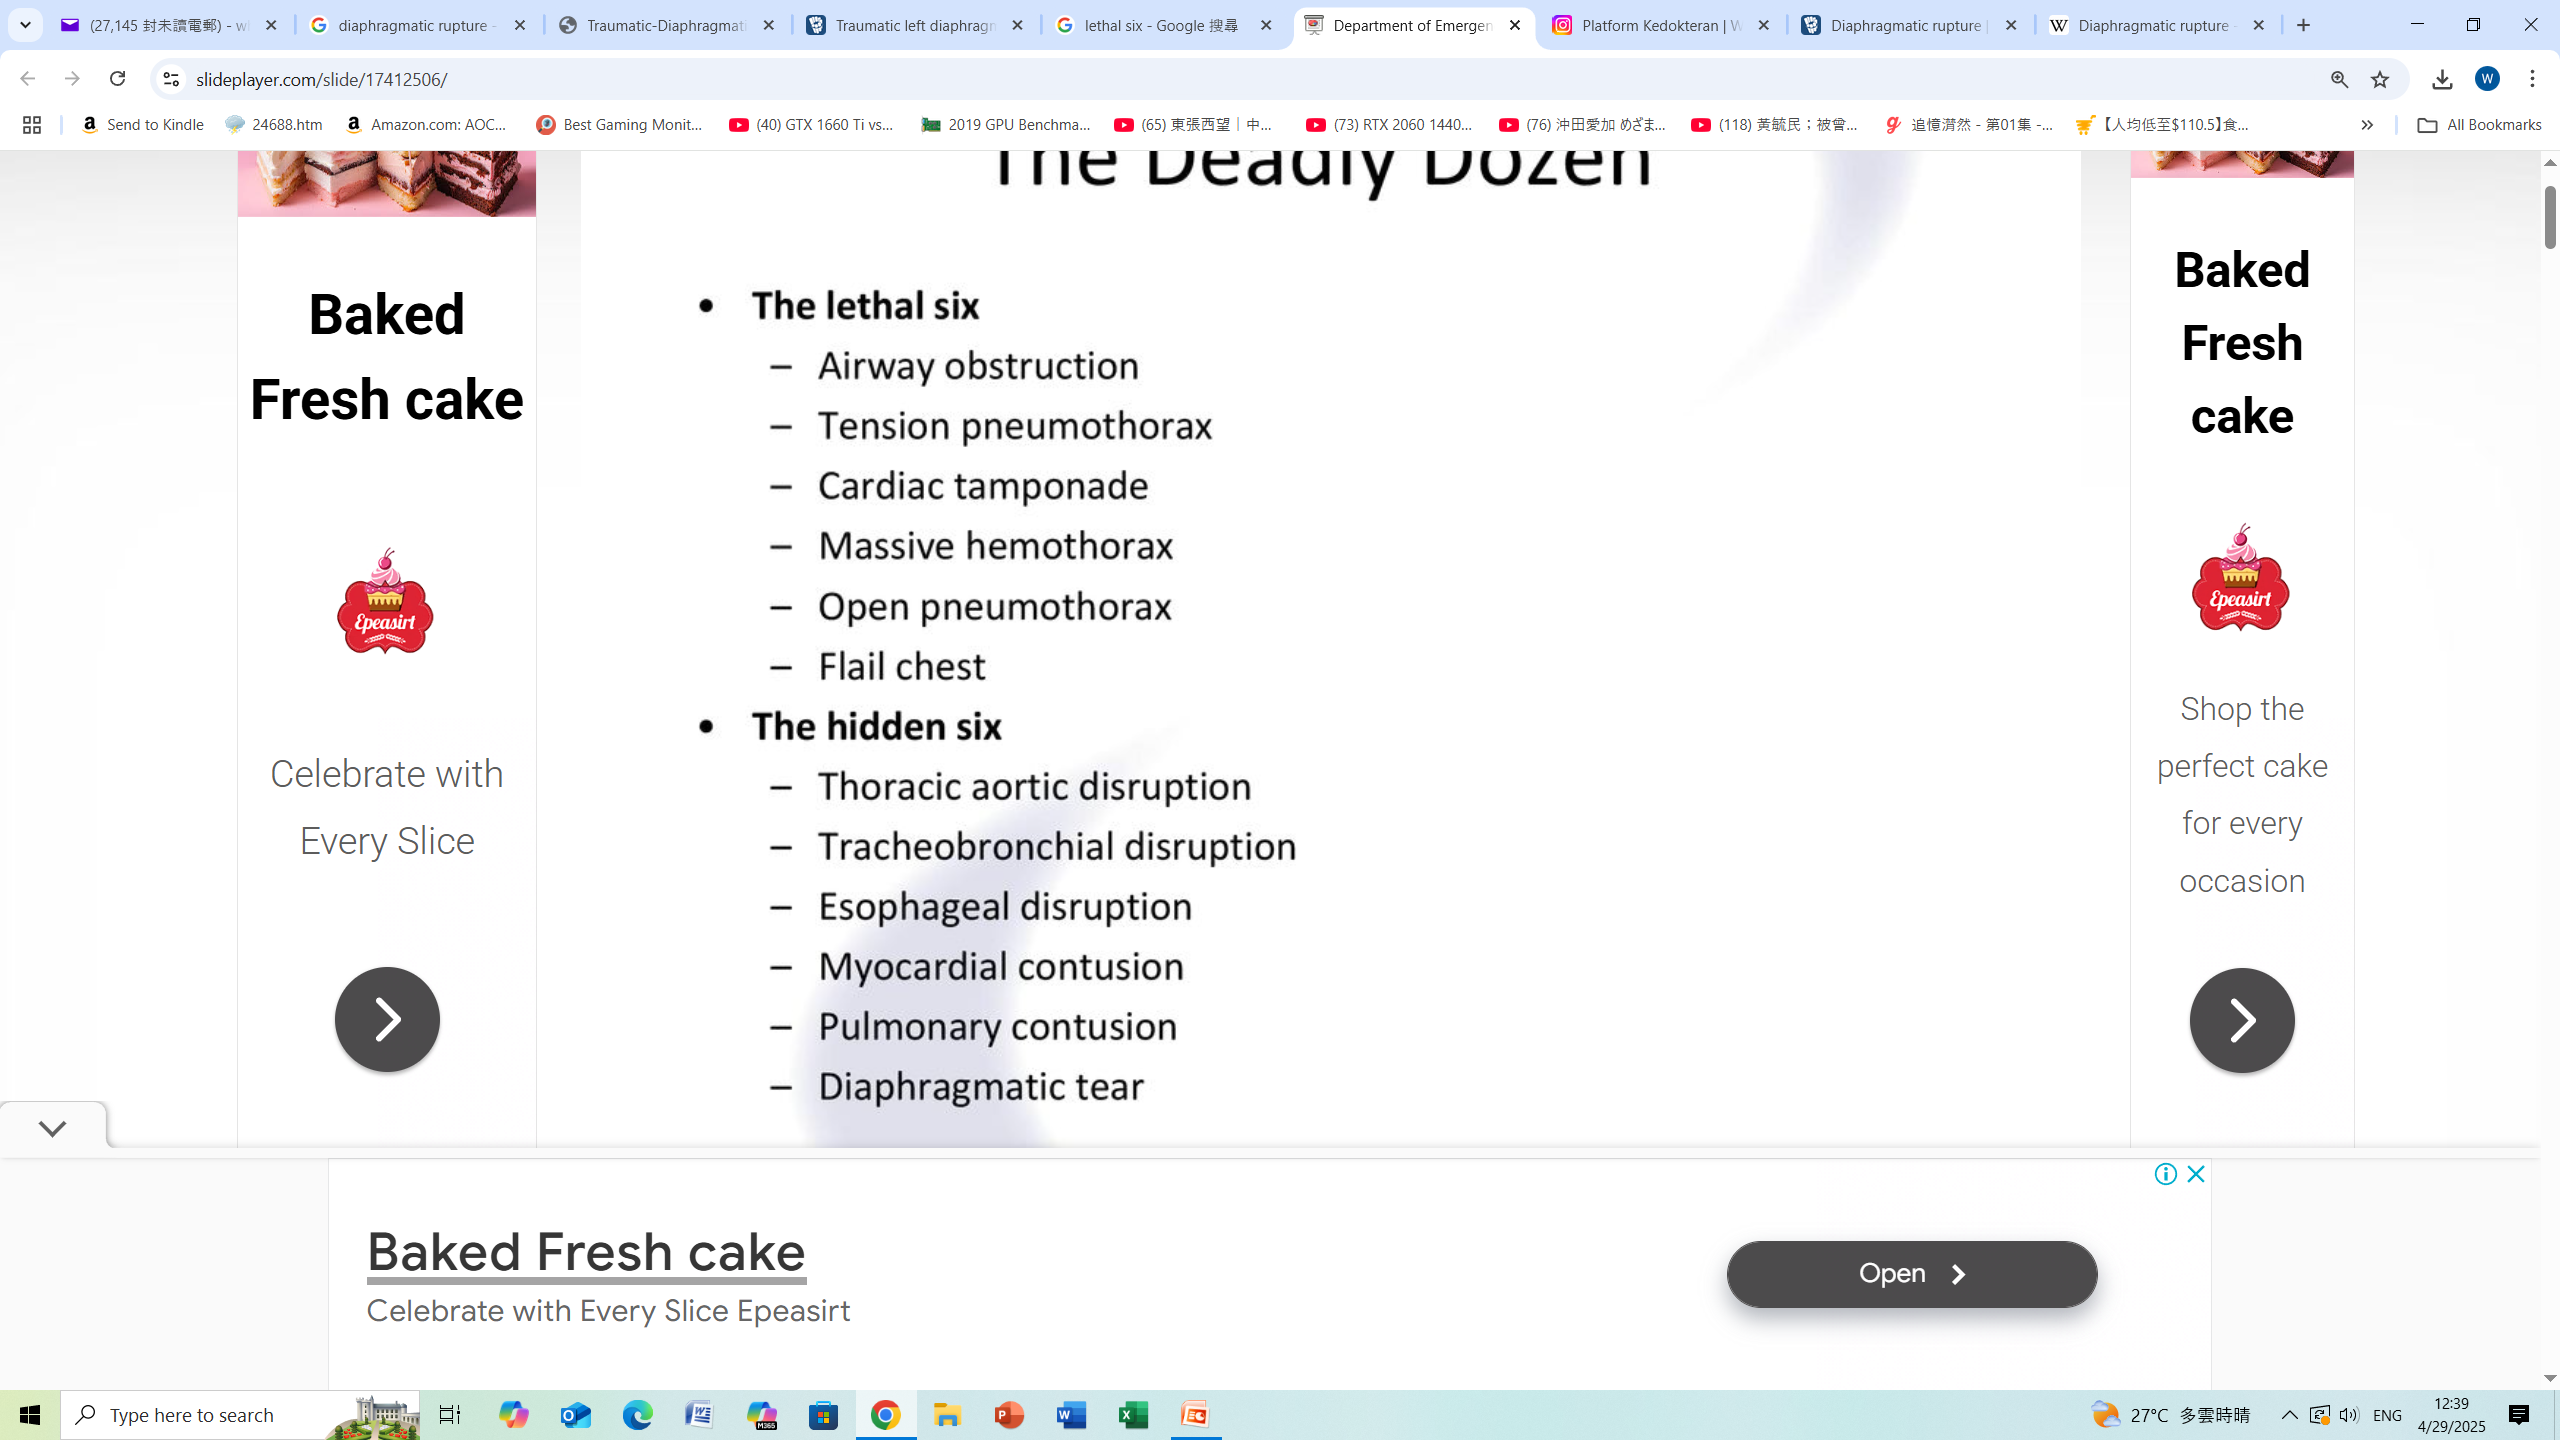 (27,145 封未讀電郵) - w
diaphragmatic rupture -
Traumatic-Diaphragmati
Traumatic left diaphragm
lethal six - Google 搜尋
Department of Emergen
Platform Kedokteran | W
Diaphragmatic rupture |
Diaphragmatic rupture -
slideplayer.com/slide/17412506/
W
Send to Kindle
24688.htm
Amazon.com: AOC...
Best Gaming Monit...
(40) GTX 1660 Ti vs...
2019 GPU Benchma...
(65) 東張西望｜中...
(73) RTX 2060 1440...
(76) 沖田愛加 めざま...
(118) 黃毓民；被曾...
追憶潸然 - 第01集 -...
【人均低至$110.5】食...
All Bookmarks
The Deadly Dozen
• The lethal six
– Airway obstruction
– Tension pneumothorax
– Cardiac tamponade
– Massive hemothorax
– Open pneumothorax
– Flail chest
• The hidden six
– Thoracic aortic disruption
– Tracheobronchial disruption
– Esophageal disruption
– Myocardial contusion
– Pulmonary contusion
– Diaphragmatic tear
Baked
Fresh cake
Epeasirt
Celebrate with
Every Slice
Baked
Fresh
cake
Epeasirt
Shop the
perfect cake
for every
occasion
Baked Fresh cake
Celebrate with Every Slice Epeasirt
Open
Type here to search
M365
27°C 多雲時晴
ENG
12:39
4/29/2025